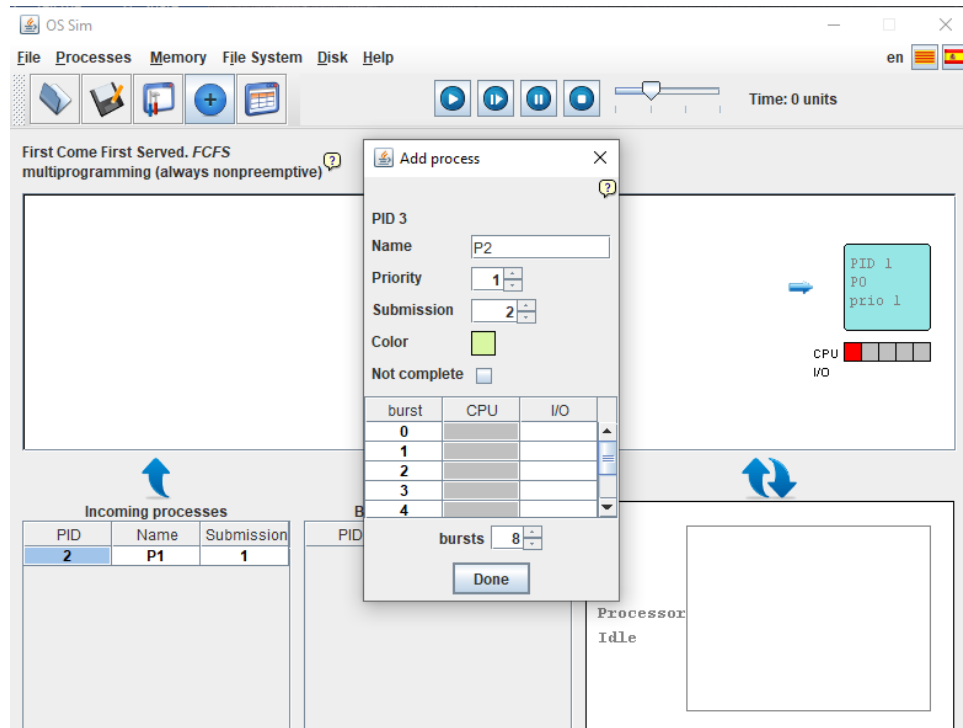 OS Sim
File Processes Memory File System Disk Help
en
Time: 0 units
First Come First Served. FCFS
multiprogramming (always nonpreemptive)
?
Add process
?
PID 3
Name P2
Priority 1
Submission 2
Color
Not complete
burst CPU I/O
0
1
2
3
4
bursts 8
Done
PID 1
P0
prio 1
CPU
I/O
Incoming processes
PID Name Submission
2 P1 1
B
PID
Processor
Idle